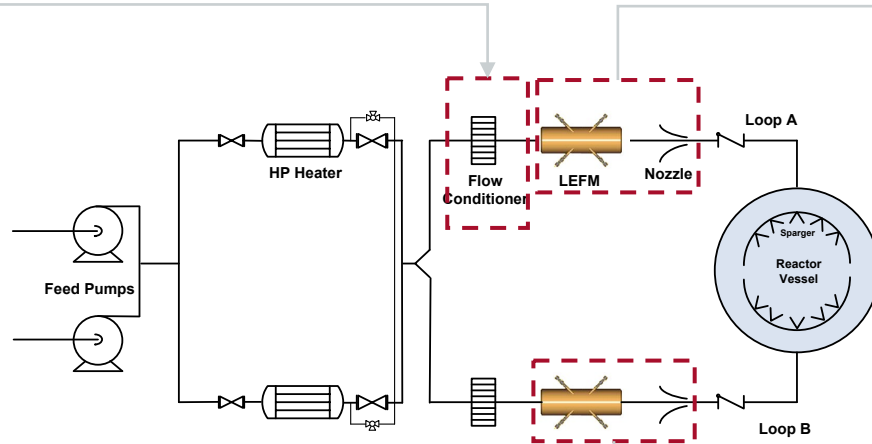 Loop A
HP Heater
Flow
Conditioner
LEFM
Nozzle
Sparger
Reactor
Vessel
Feed Pumps
Loop B